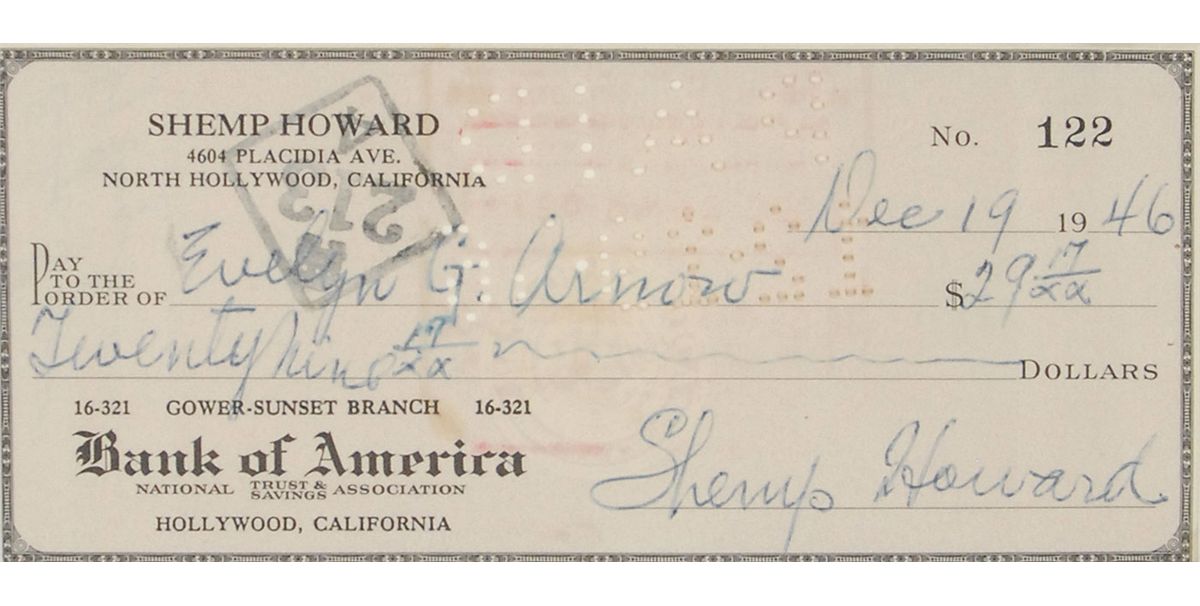 SHEMP HOWARD
4604 PLACIDIA AVE.
NORTH HOLLYWOOD, CALIFORNIA
No. 122
Dec 19 1946
PAY TO THE ORDER OF Evelyn G. Arnow $29 17/xx
Twenty Nine 17/xx DOLLARS
16-321 GOWER-SUNSET BRANCH 16-321
Bank of America
NATIONAL TRUST & SAVINGS ASSOCIATION
HOLLYWOOD, CALIFORNIA
Shemp Howard